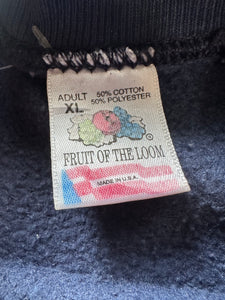 ADULT
XL
50% COTTON
50% POLYESTER
FRUIT OF THE LOOM
MADE IN U.S.A.